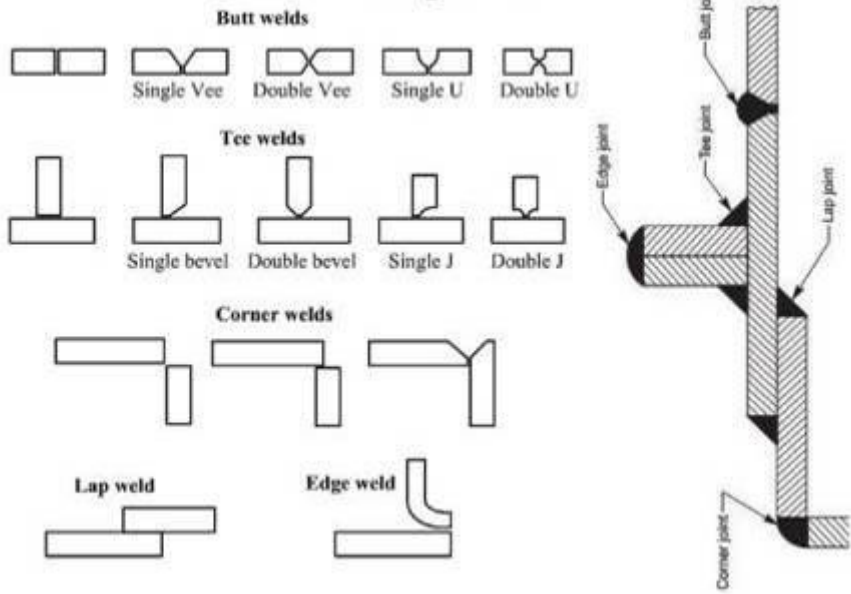 Butt welds
Single Vee Double Vee Single U Double U
Tee welds
Single bevel Double bevel Single J Double J
Corner welds
Lap weld
Edge weld
Butt jo
Tee joint
Edge joint
Lap joint
Corner joint